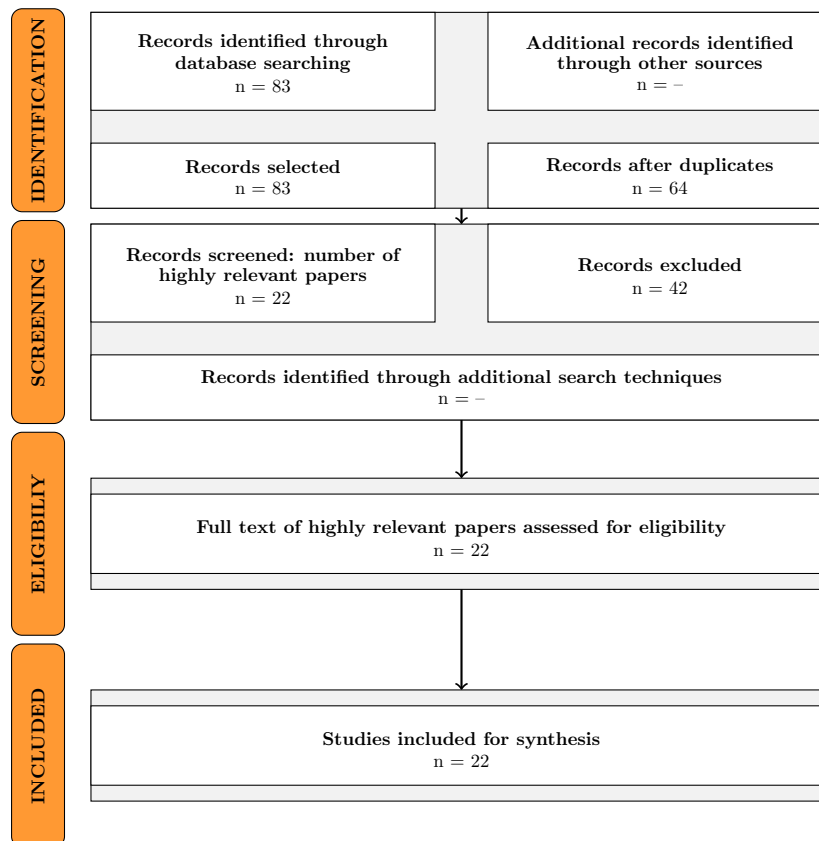 IDENTIFICATION
Records identified through
database searching
n = 83
Additional records identified
through other sources
n = –
Records selected
n = 83
Records after duplicates
n = 64
SCREENING
Records screened: number of
highly relevant papers
n = 22
Records excluded
n = 42
Records identified through additional search techniques
n = –
ELIGIBILIY
Full text of highly relevant papers assessed for eligibility
n = 22
INCLUDED
Studies included for synthesis
n = 22